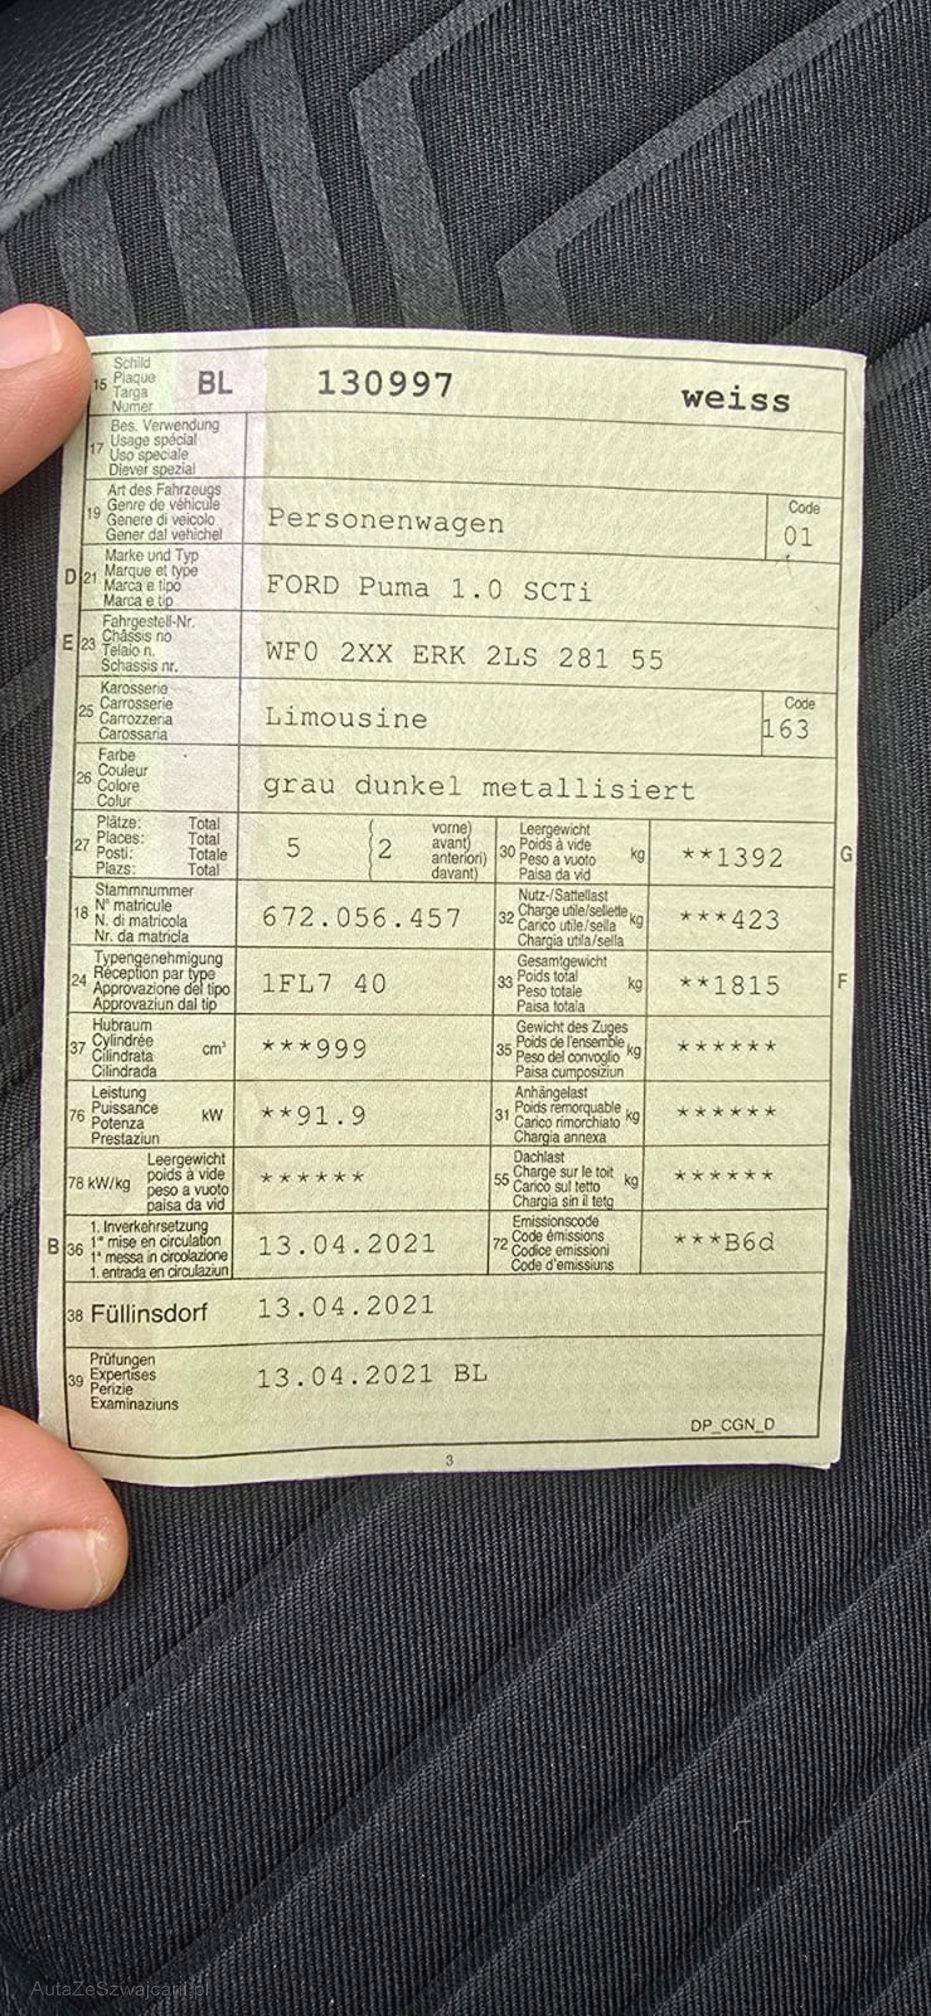 15 Schild
Plaque
Targa
Numer
BL 130997 weiss
17 Bes. Verwendung
Usage spécial
Uso speciale
Diever spezial
19 Art des Fahrzeugs
Genre de véhicule
Genere di veicolo
Gener dal vehichel
Personenwagen
Code
01
D 21 Marke und Typ
Marque et type
Marca e tipo
Marca e tip
FORD Puma 1.0 SCTi
E 23 Fahrgestell-Nr.
Châssis no
Telaio n.
Schassis nr.
WF0 2XX ERK 2LS 281 55
25 Karosserie
Carrosserie
Carrozzeria
Carossaria
Limousine
Code
163
26 Farbe
Couleur
Colore
Colur
grau dunkel metallisiert
27 Plätze: Total
Places: Total
Posti: Totale
Plazs: Total
5 (2 vorne)
avant)
anteriori)
davant)
30 Leergewicht
Poids à vide
Peso a vuoto
Paisa da vid
kg **1392 G
18 Stammnummer
N° matricule
N. di matricola
Nr. da matricla
672.056.457
32 Nutz-/Sattellast
Charge utile/sellette
Carico utile/sella
Chargia utila/sella
kg ***423
24 Typengenehmigung
Réception par type
Approvazione del tipo
Approvaziun dal tip
1FL7 40
33 Gesamtgewicht
Poids total
Peso totale
Paisa totala
kg **1815 F
37 Hubraum
Cylindrée
Cilindrata
Cilindrada
cm³ ***999
35 Gewicht des Zuges
Poids de l'ensemble
Peso del convoglio
Paisa cumposiziun
kg ******
76 Leistung
Puissance
Potenza
Prestaziun
kW **91.9
31 Anhängelast
Poids remorquable
Carico rimorchiato
Chargia annexa
kg ******
78 kW/kg Leergewicht
poids à vide
peso a vuoto
paisa da vid
******
55 Dachlast
Charge sur le toit
Carico sul tetto
Chargia sin il tetg
kg ******
B 36 1. Inverkehrsetzung
1re mise en circulation
1a messa in circolazione
1. entrada en circulaziun
13.04.2021
72 Emissionscode
Code émissions
Codice emissioni
Code d'emissiuns
***B6d
38 Füllinsdorf 13.04.2021
39 Prüfungen
Expertises
Perizie
Examinaziuns
13.04.2021 BL
DP_CGN_D
3
AutaZeSzwajcarii.pl